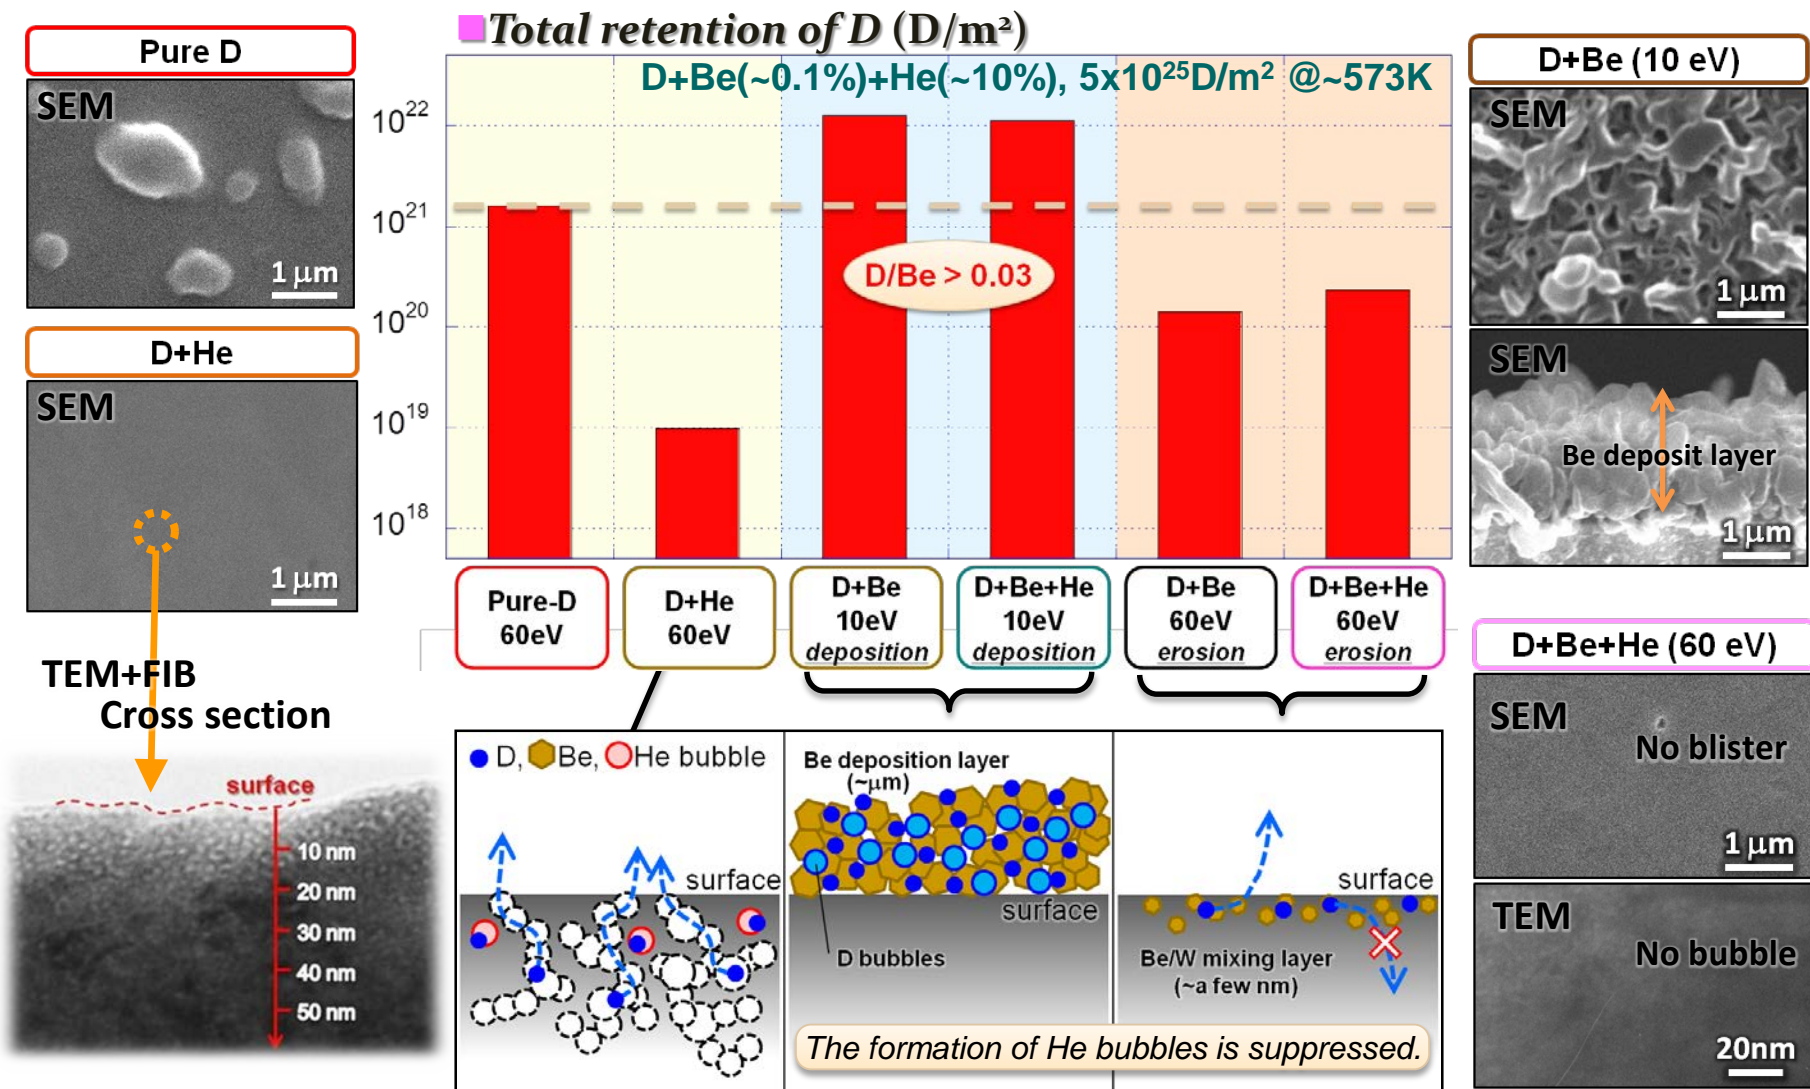 ■Total retention of D (D/m²)
Pure D
SEM
1 μm
D+He
SEM
1 μm
TEM+FIB
Cross section
surface
10 nm
20 nm
30 nm
40 nm
50 nm
D+Be(~0.1%)+He(~10%), 5x10²⁵D/m² @~573K
10²²
10²¹
10²⁰
10¹⁹
10¹⁸
D/Be > 0.03
Pure-D
60eV
D+He
60eV
D+Be
10eV
deposition
D+Be+He
10eV
deposition
D+Be
60eV
erosion
D+Be+He
60eV
erosion
D, Be, He bubble
surface
Be deposition layer
(~μm)
surface
D bubbles
surface
Be/W mixing layer
(~a few nm)
The formation of He bubbles is suppressed.
D+Be (10 eV)
SEM
1 μm
SEM
Be deposit layer
1 μm
D+Be+He (60 eV)
SEM
No blister
1 μm
TEM
No bubble
20nm